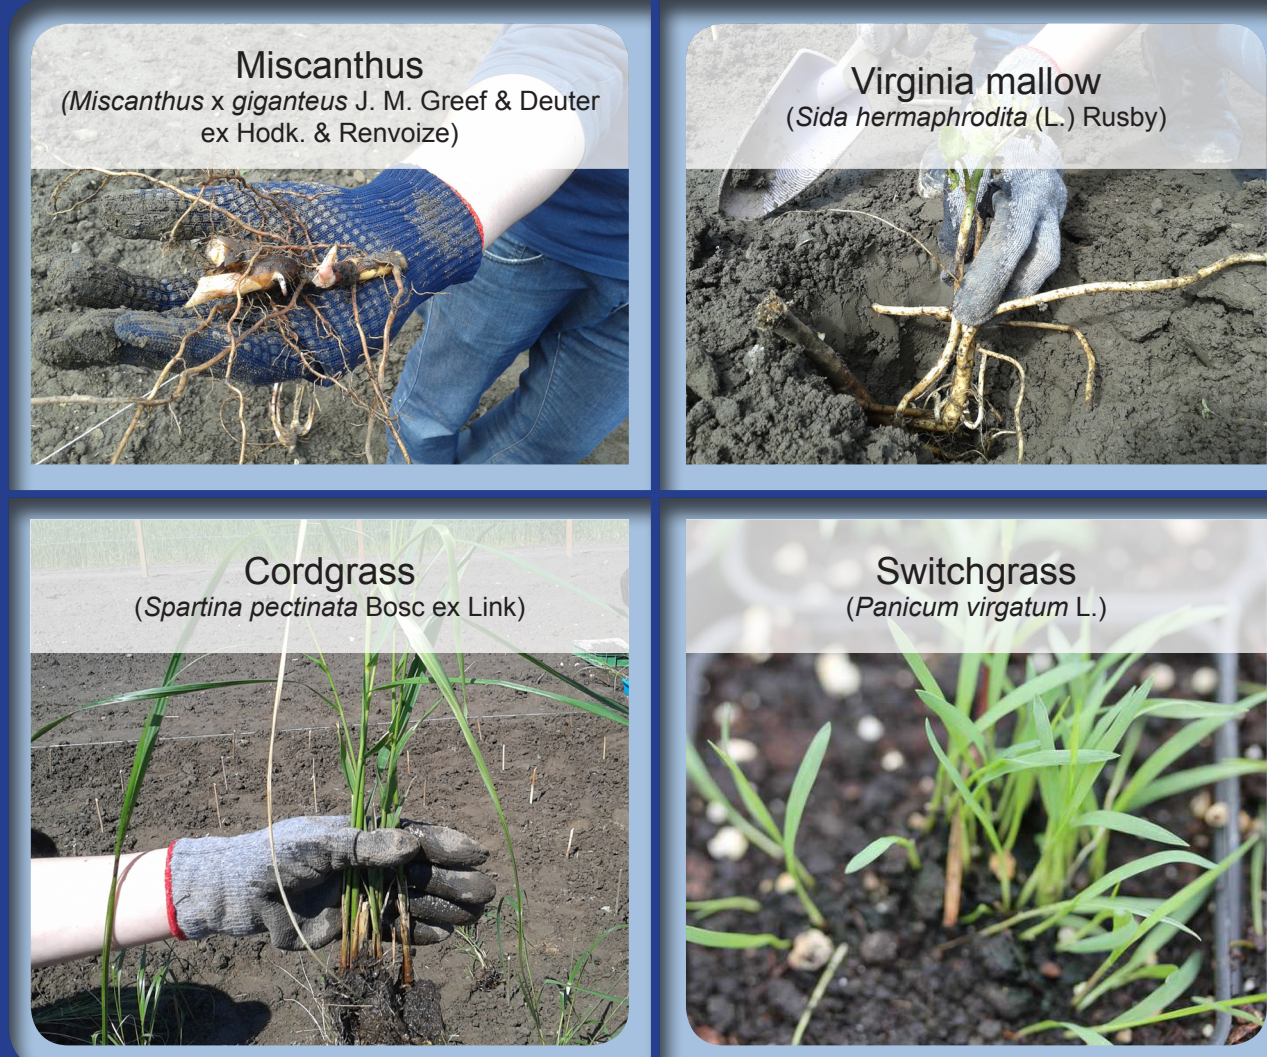 Miscanthus
(Miscanthus x giganteus J. M. Greef & Deuter
ex Hodk. & Renvoize)
Virginia mallow
(Sida hermaphrodita (L.) Rusby)
Cordgrass
(Spartina pectinata Bosc ex Link)
Switchgrass
(Panicum virgatum L.)